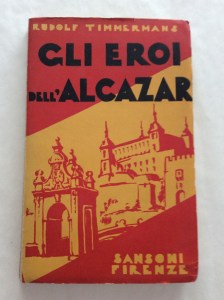 RUDOLF TIMMERMANS
GLI EROI
DELL'ALCAZAR
SANSONI
FIRENZE